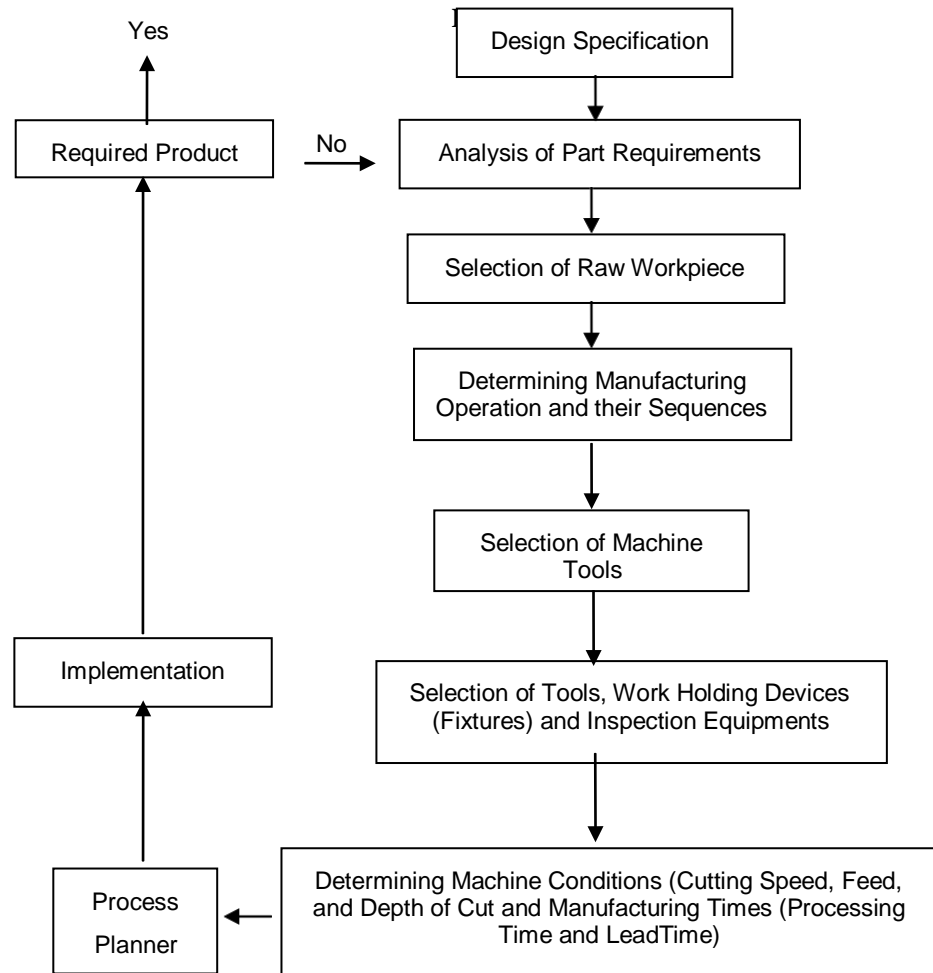 Yes
Design Specification
Required Product
No
Analysis of Part Requirements
Selection of Raw Workpiece
Determining Manufacturing
Operation and their Sequences
Selection of Machine
Tools
Implementation
Selection of Tools, Work Holding Devices
(Fixtures) and Inspection Equipments
Process
Planner
Determining Machine Conditions (Cutting Speed, Feed,
and Depth of Cut and Manufacturing Times (Processing
Time and LeadTime)